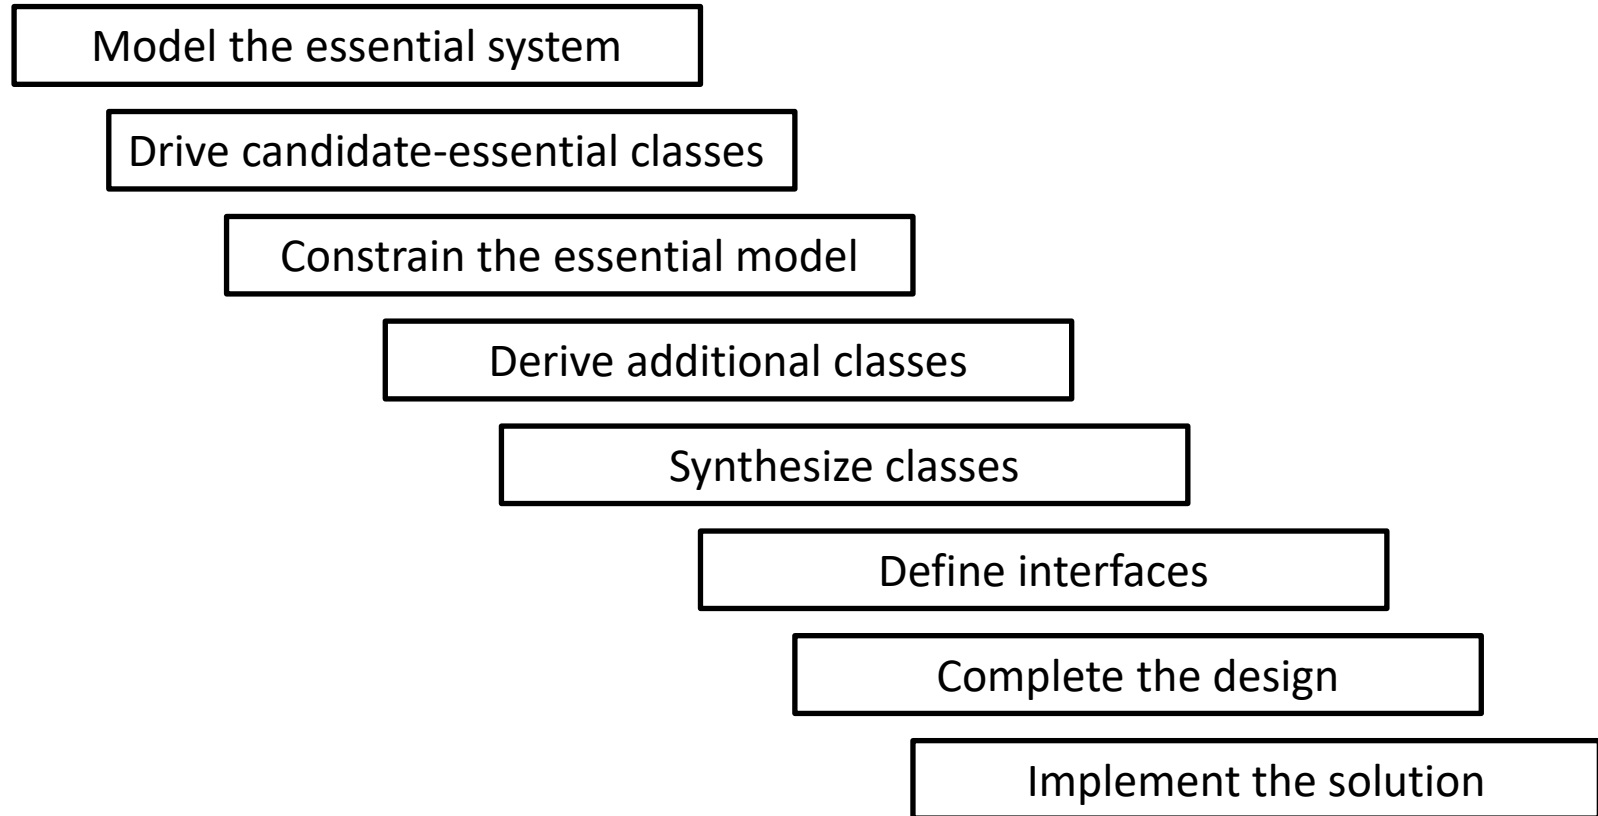 Model the essential system
Drive candidate-essential classes
Constrain the essential model
Derive additional classes
Synthesize classes
Define interfaces
Complete the design
Implement the solution